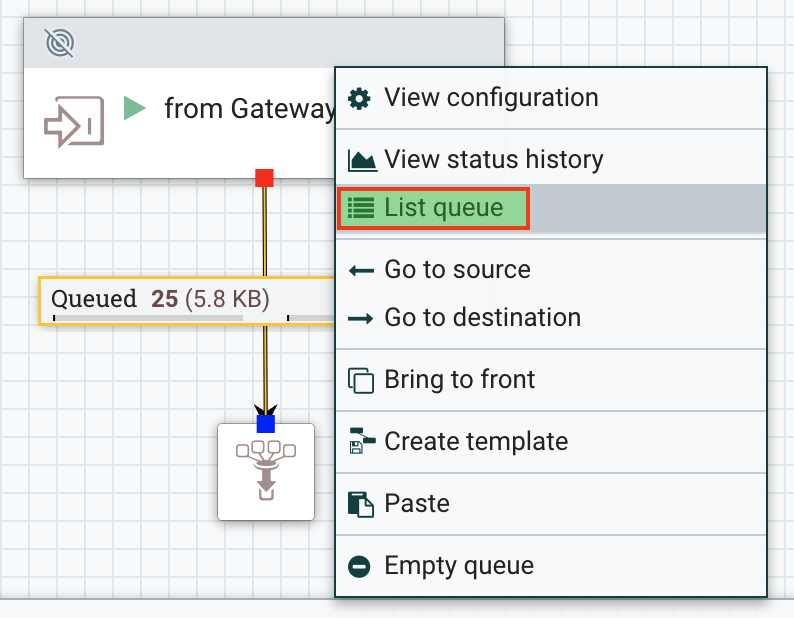 from Gateway
Queued 25 (5.8 KB)
View configuration
View status history
List queue
Go to source
Go to destination
Bring to front
Create template
Paste
Empty queue